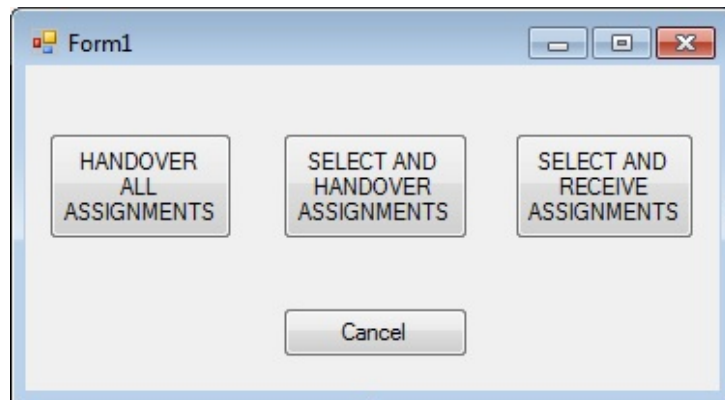 Form1
HANDOVER
ALL
ASSIGNMENTS
SELECT AND
HANDOVER
ASSIGNMENTS
SELECT AND
RECEIVE
ASSIGNMENTS
Cancel